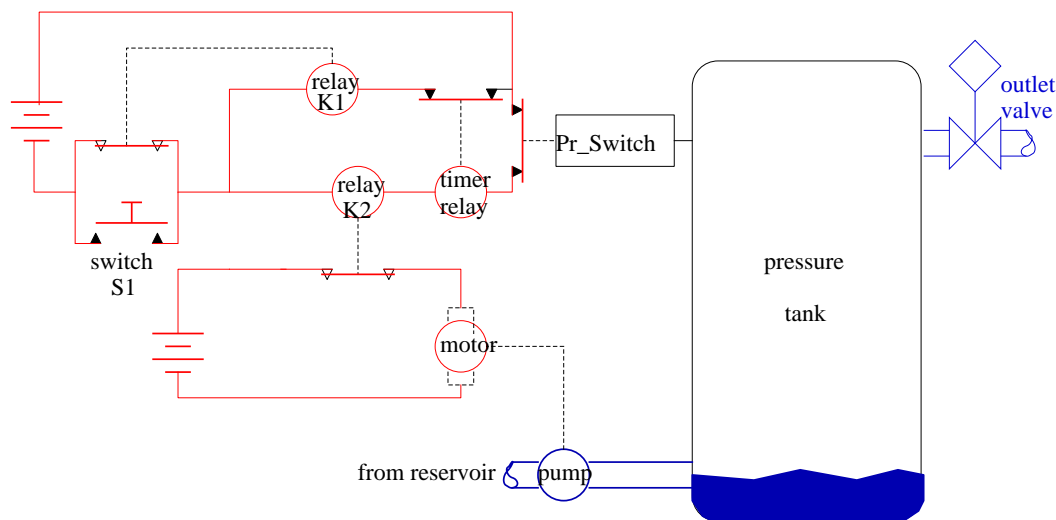 relay
K1
outlet
valve
Pr_Switch
relay
K2
timer
relay
switch
S1
pressure
tank
motor
from reservoir
pump